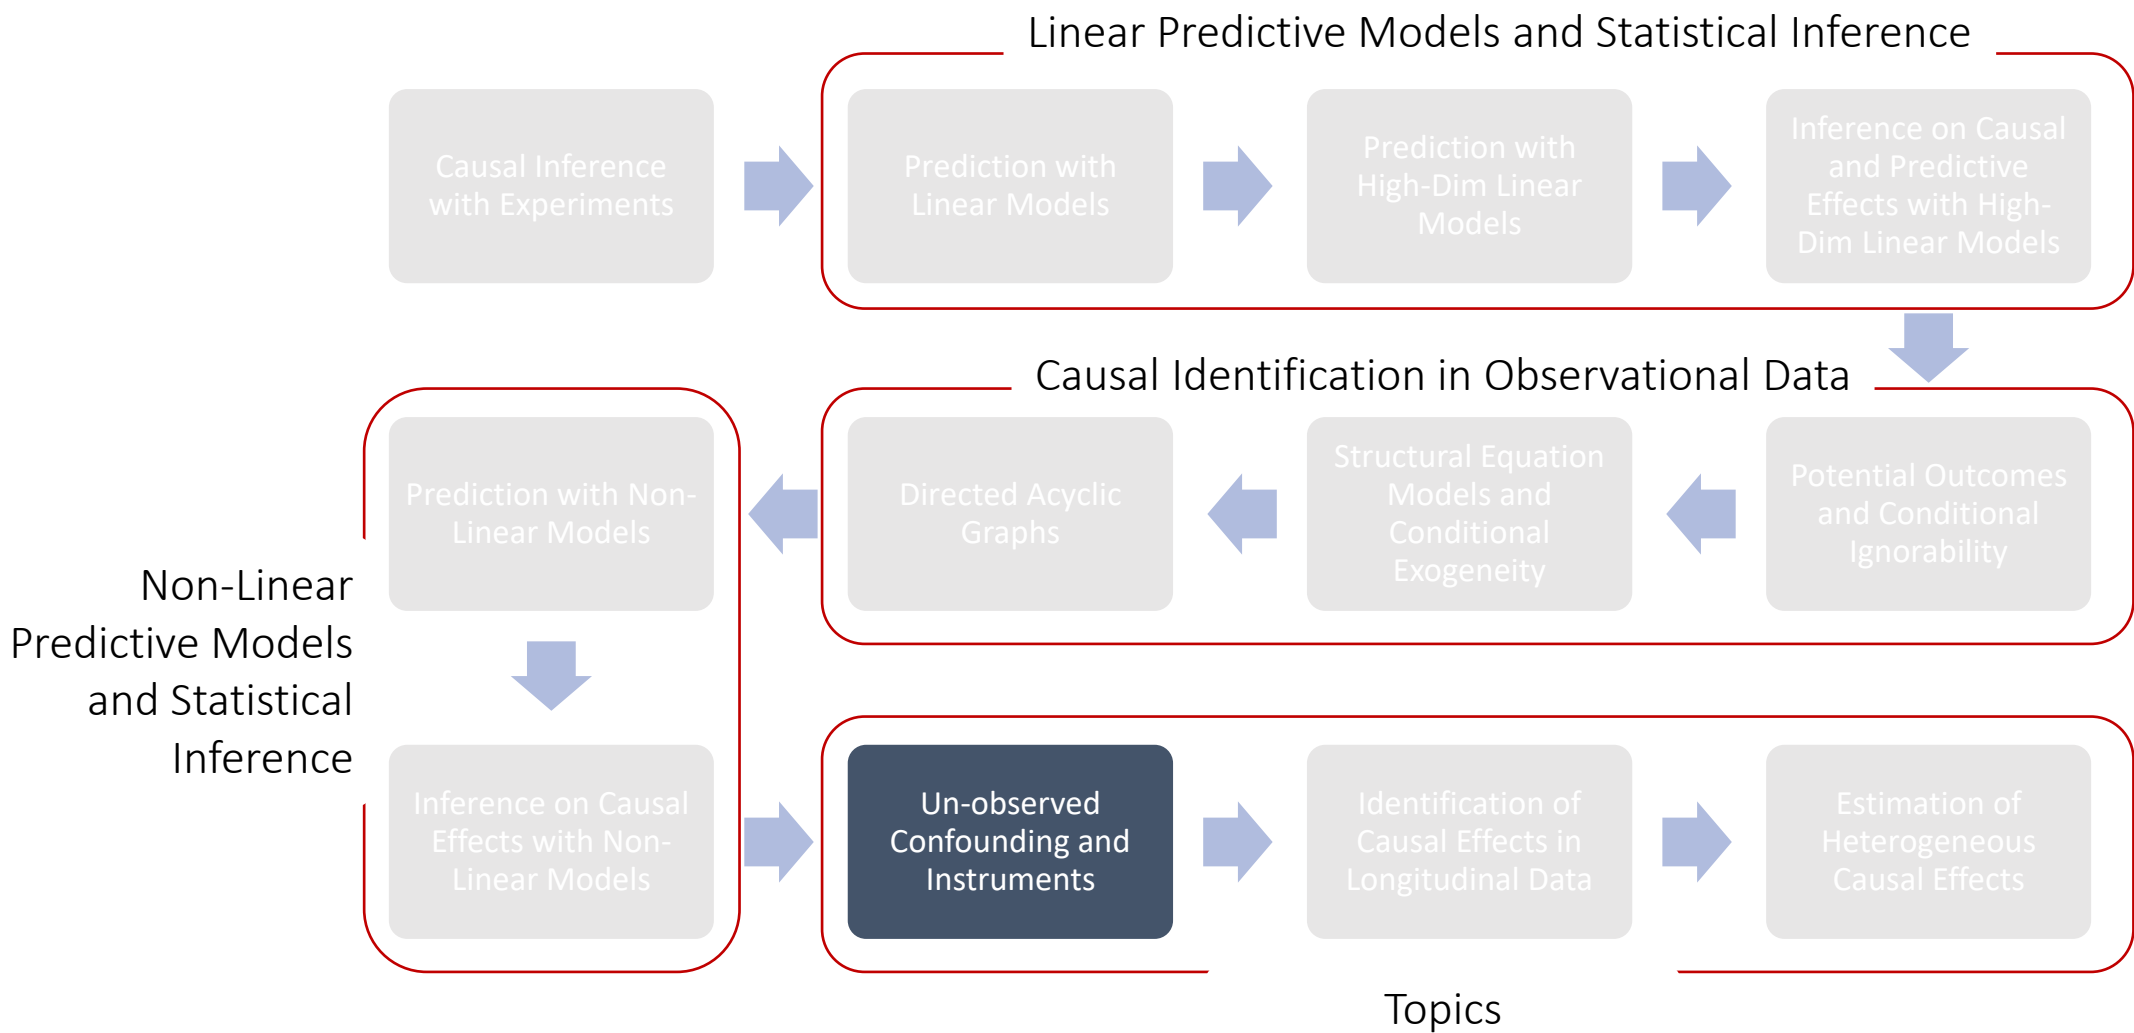 Linear Predictive Models and Statistical Inference
Causal Inference
with Experiments
Prediction with
Linear Models
Prediction with
High-Dim Linear
Models
Inference on Causal
and Predictive
Effects with High-
Dim Linear Models
Causal Identification in Observational Data
Potential Outcomes
and Conditional
Ignorability
Structural Equation
Models and
Conditional
Exogeneity
Directed Acyclic
Graphs
Prediction with Non-
Linear Models
Non-Linear
Predictive Models
and Statistical
Inference
Inference on Causal
Effects with Non-
Linear Models
Un-observed
Confounding and
Instruments
Identification of
Causal Effects in
Longitudinal Data
Estimation of
Heterogeneous
Causal Effects
Topics